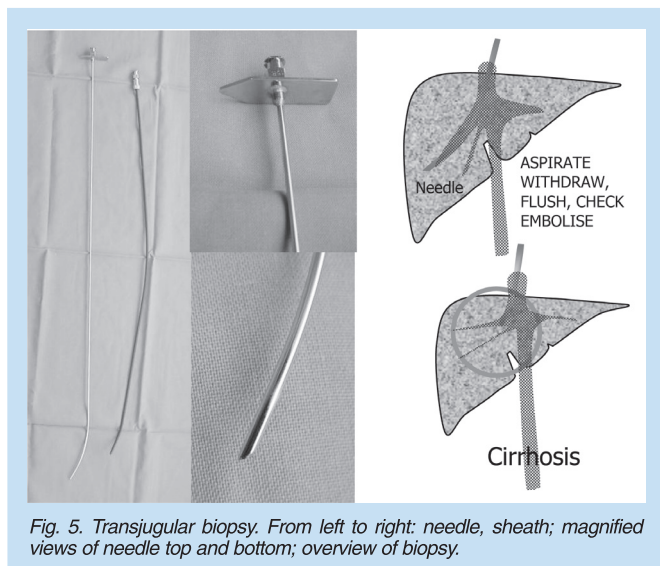 Needle
ASPIRATE
WITHDRAW,
FLUSH, CHECK
EMBOLISE
Cirrhosis
Fig. 5. Transjugular biopsy. From left to right: needle, sheath; magnified
views of needle top and bottom; overview of biopsy.